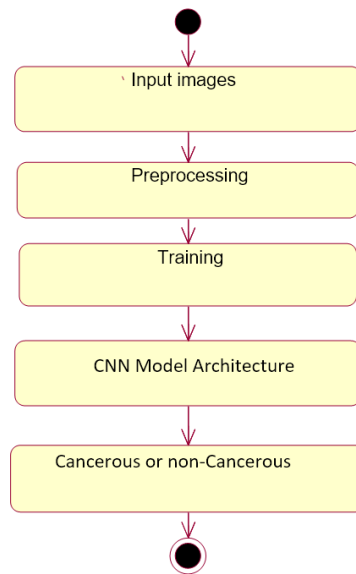 Input images
Preprocessing
Training
CNN Model Architecture
Cancerous or non-Cancerous